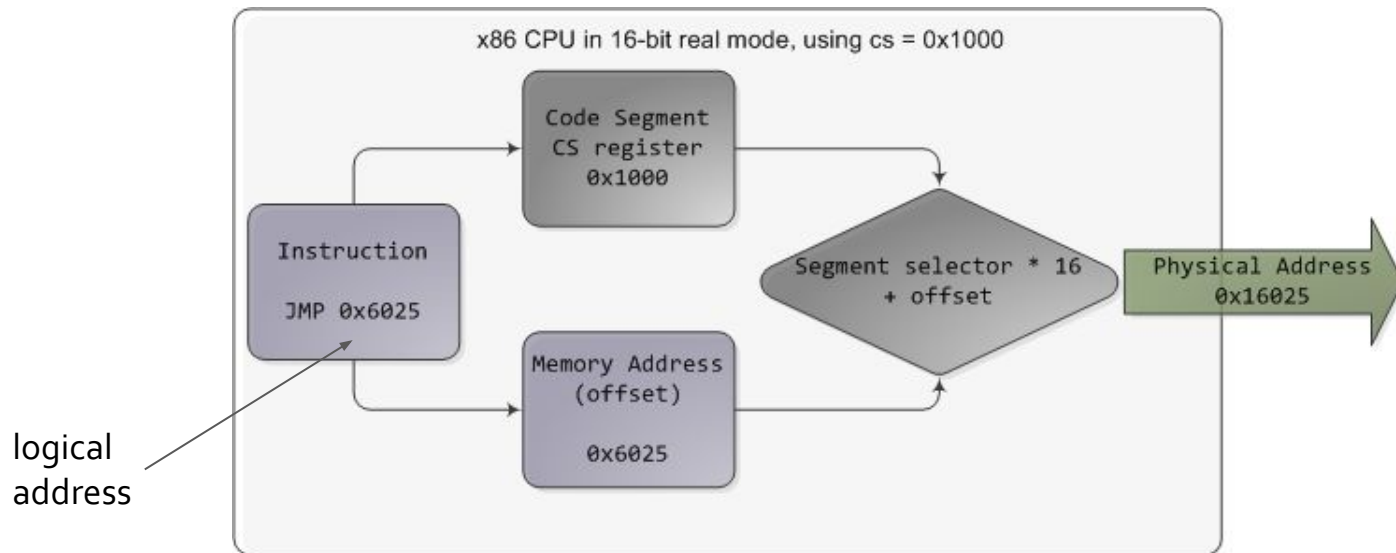 x86 CPU in 16-bit real mode, using cs = 0x1000
Code Segment
CS register
0x1000
Instruction
JMP 0x6025
Segment selector * 16
+ offset
Physical Address
0x16025
Memory Address
(offset)
0x6025
logical
address